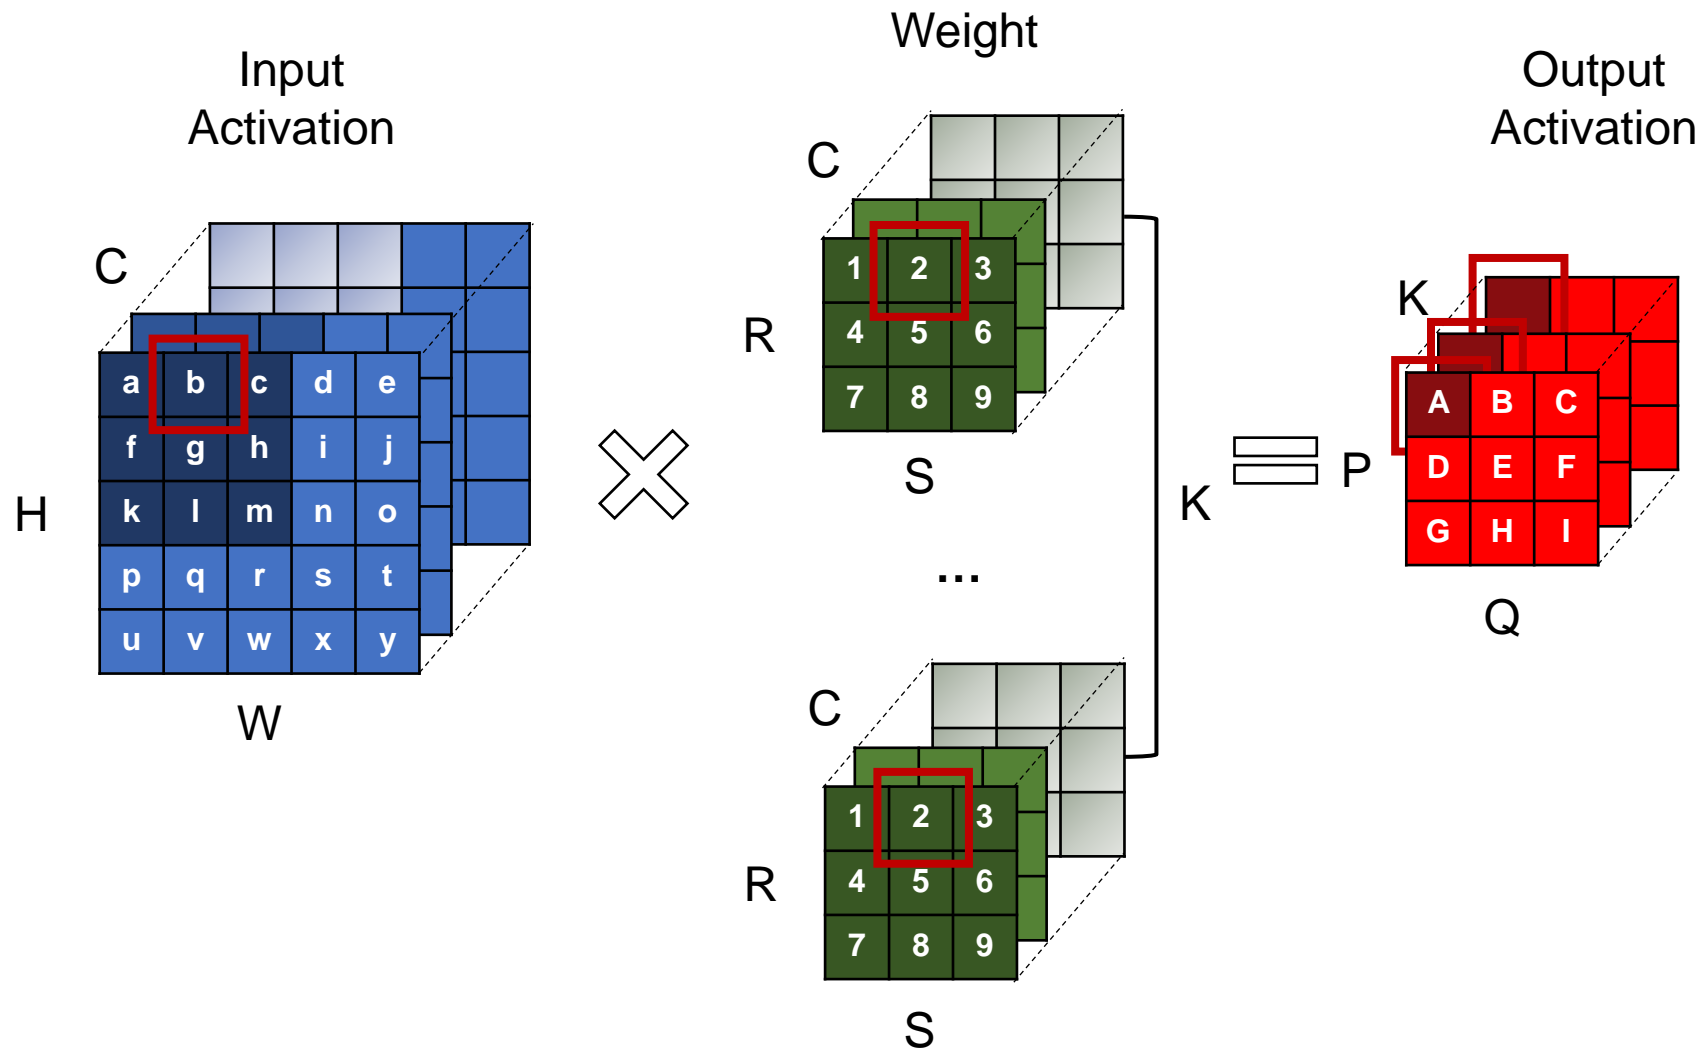 Input
Activation
C
a b c d e
f g h i j
k l m n o
p q r s t
u v w x y
H
W
Weight
C
1 2 3
4 5 6
7 8 9
R
S
...
C
1 2 3
4 5 6
7 8 9
R
S
K
Output
Activation
K
A B C
D E F
G H I
P
Q